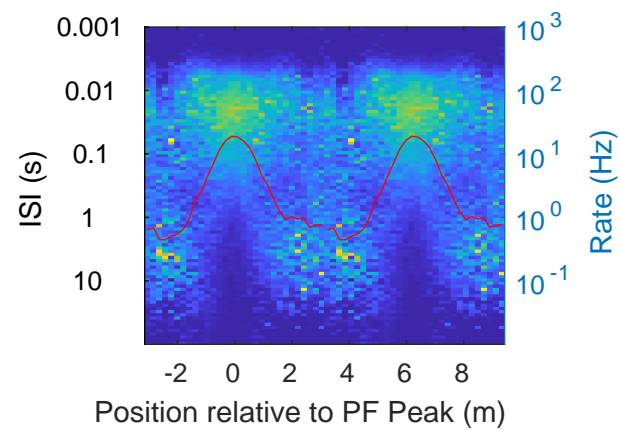 0.001
0.01
0.1
1
10
ISI (s)
10^3
10^2
10^1
10^0
10^-1
Rate (Hz)
-2 0 2 4 6 8
Position relative to PF Peak (m)